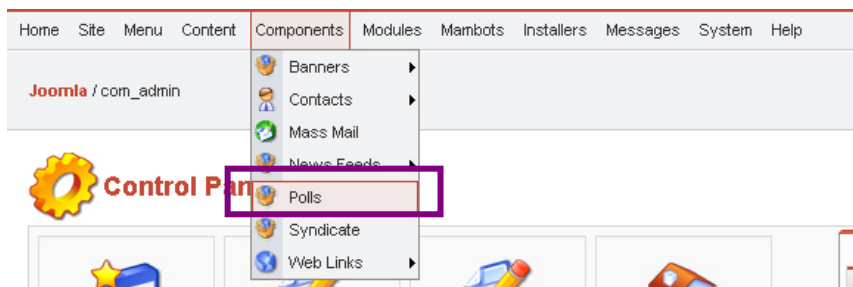 Home Site Menu Content Components Modules Mambots Installers Messages System Help
Banners
Joomla / com_admin
Contacts
Mass Mail
News Feeds
Control Pan
Polls
Syndicate
Web Links